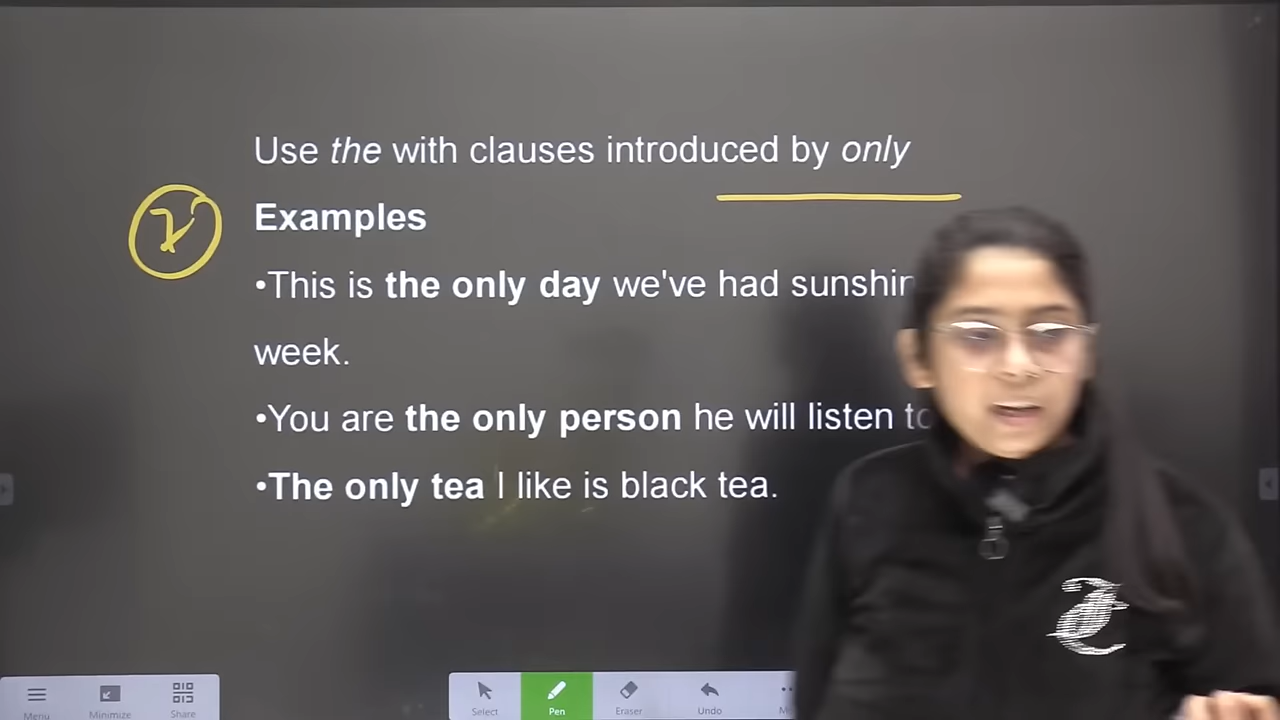 Use the with clauses introduced by only
Examples
•This is the only day we've had sunshin
week.
•You are the only person he will listen to
•The only tea I like is black tea.
Menu
Minimize
Share
Select
Pen
Eraser
Undo